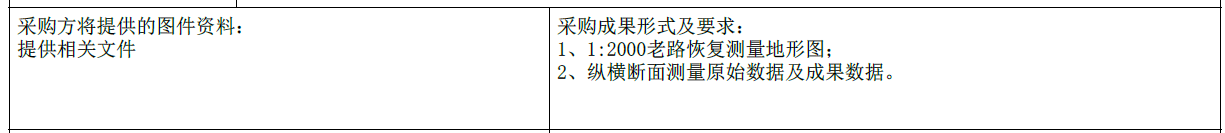 采购方将提供的图件资料：
提供相关文件
采购成果形式及要求：
1、1:2000老路恢复测量地形图；
2、纵横断面测量原始数据及成果数据。